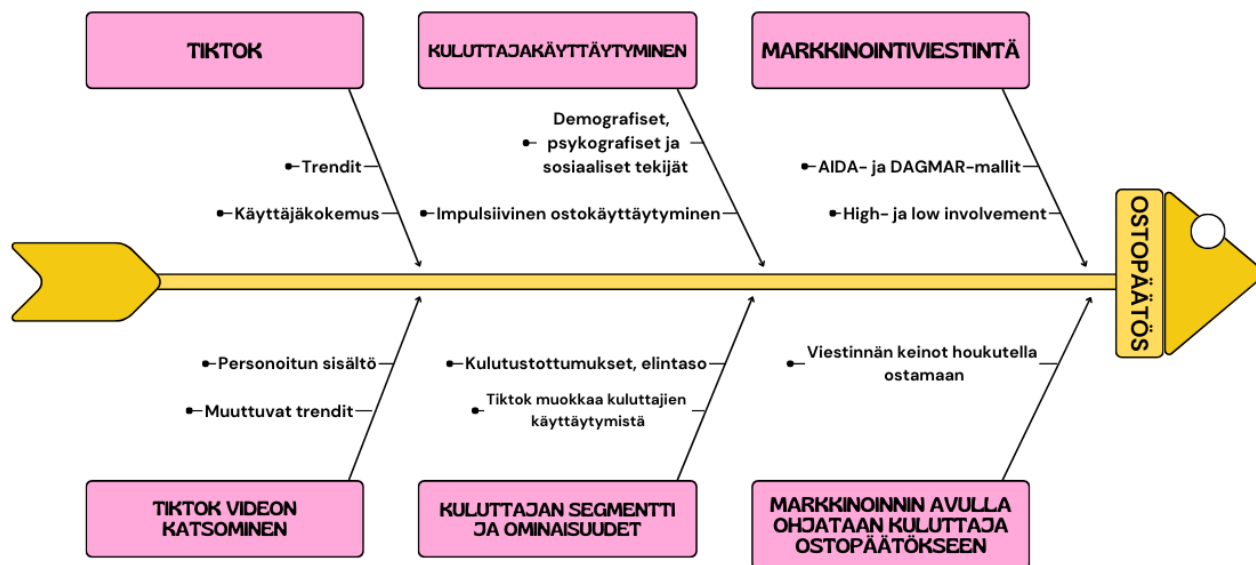 TIKTOK
KULUTTAJAKÄYTTÄYTYMINEN
MARKKINOINTIVIESTINTÄ
Trendit
Käyttäjäkokemus
Demografiset,
psykografiset ja
sosiaaliset tekijät
Impulsiivinen ostokäyttäytyminen
AIDA- ja DAGMAR-mallit
High- ja low involvement
OSTOPÄÄTÖS
Personoitun sisältö
Muuttuvat trendit
Kulutustottumukset, elintaso
Tiktok muokkaa kuluttajien
käyttäytymistä
Viestinnän keinot houkutella
ostamaan
TIKTOK VIDEON
KATSOMINEN
KULUTTAJAN SEGMENTTI
JA OMINAISUUDET
MARKKINOINNIN AVULLA
OHJATAAN KULUTTAJA
OSTOPÄÄTÖKSEEN